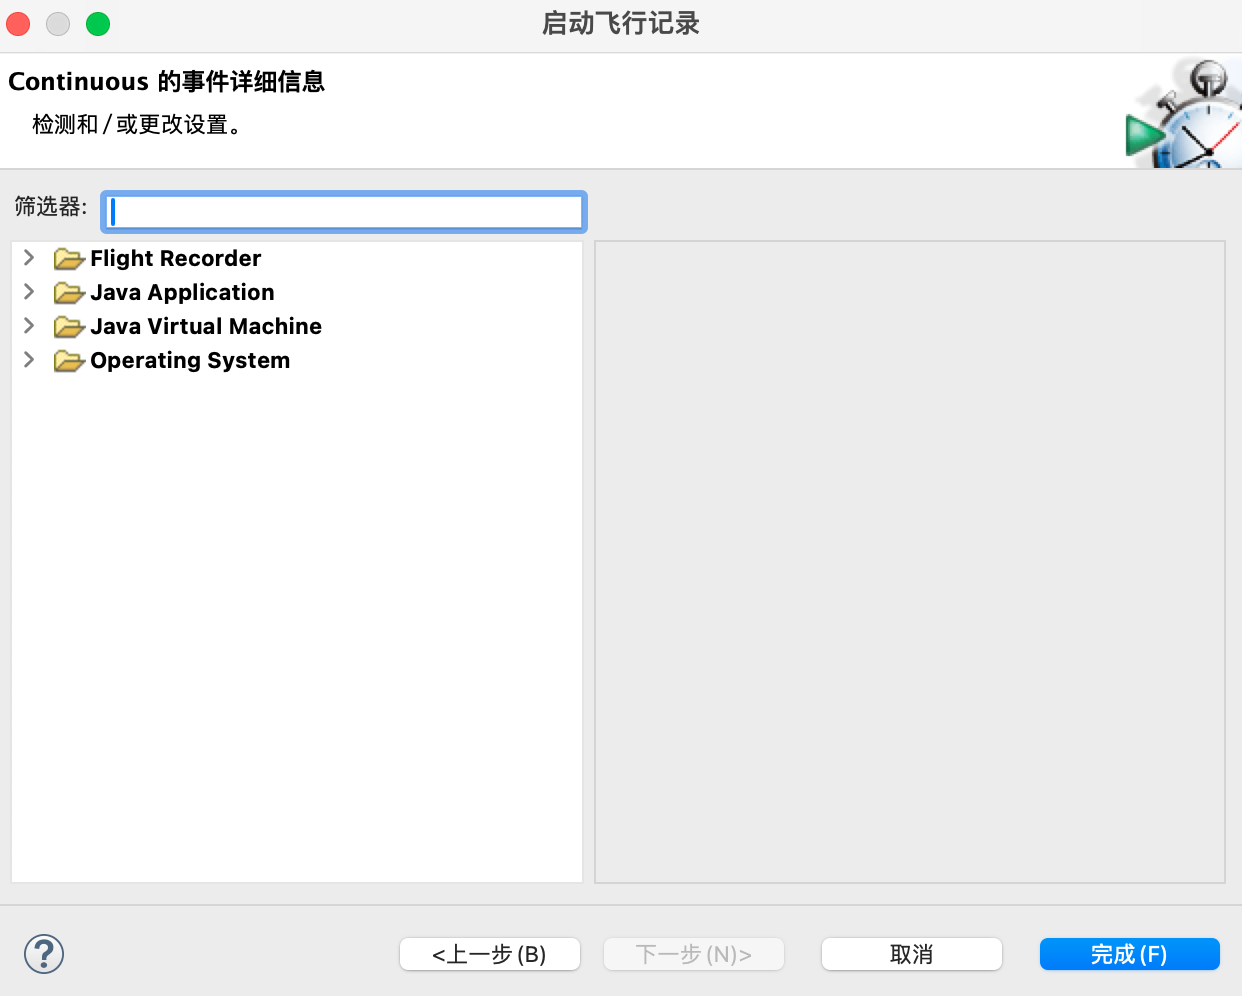 启动飞行记录
Continuous 的事件详细信息
检测和/或更改设置。
筛选器:
Flight Recorder
Java Application
Java Virtual Machine
Operating System
?
<上一步(B)
下一步(N)>
取消
完成(F)